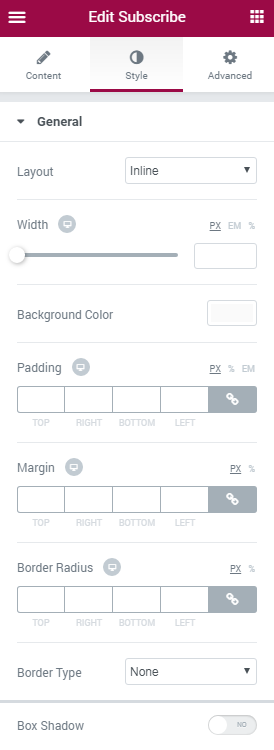 Edit Subscribe
Content Style Advanced
General
Layout Inline
Width PX EM %
Background Color
Padding PX % EM
TOP RIGHT BOTTOM LEFT
Margin PX %
TOP RIGHT BOTTOM LEFT
Border Radius PX %
TOP RIGHT BOTTOM LEFT
Border Type None
Box Shadow NO